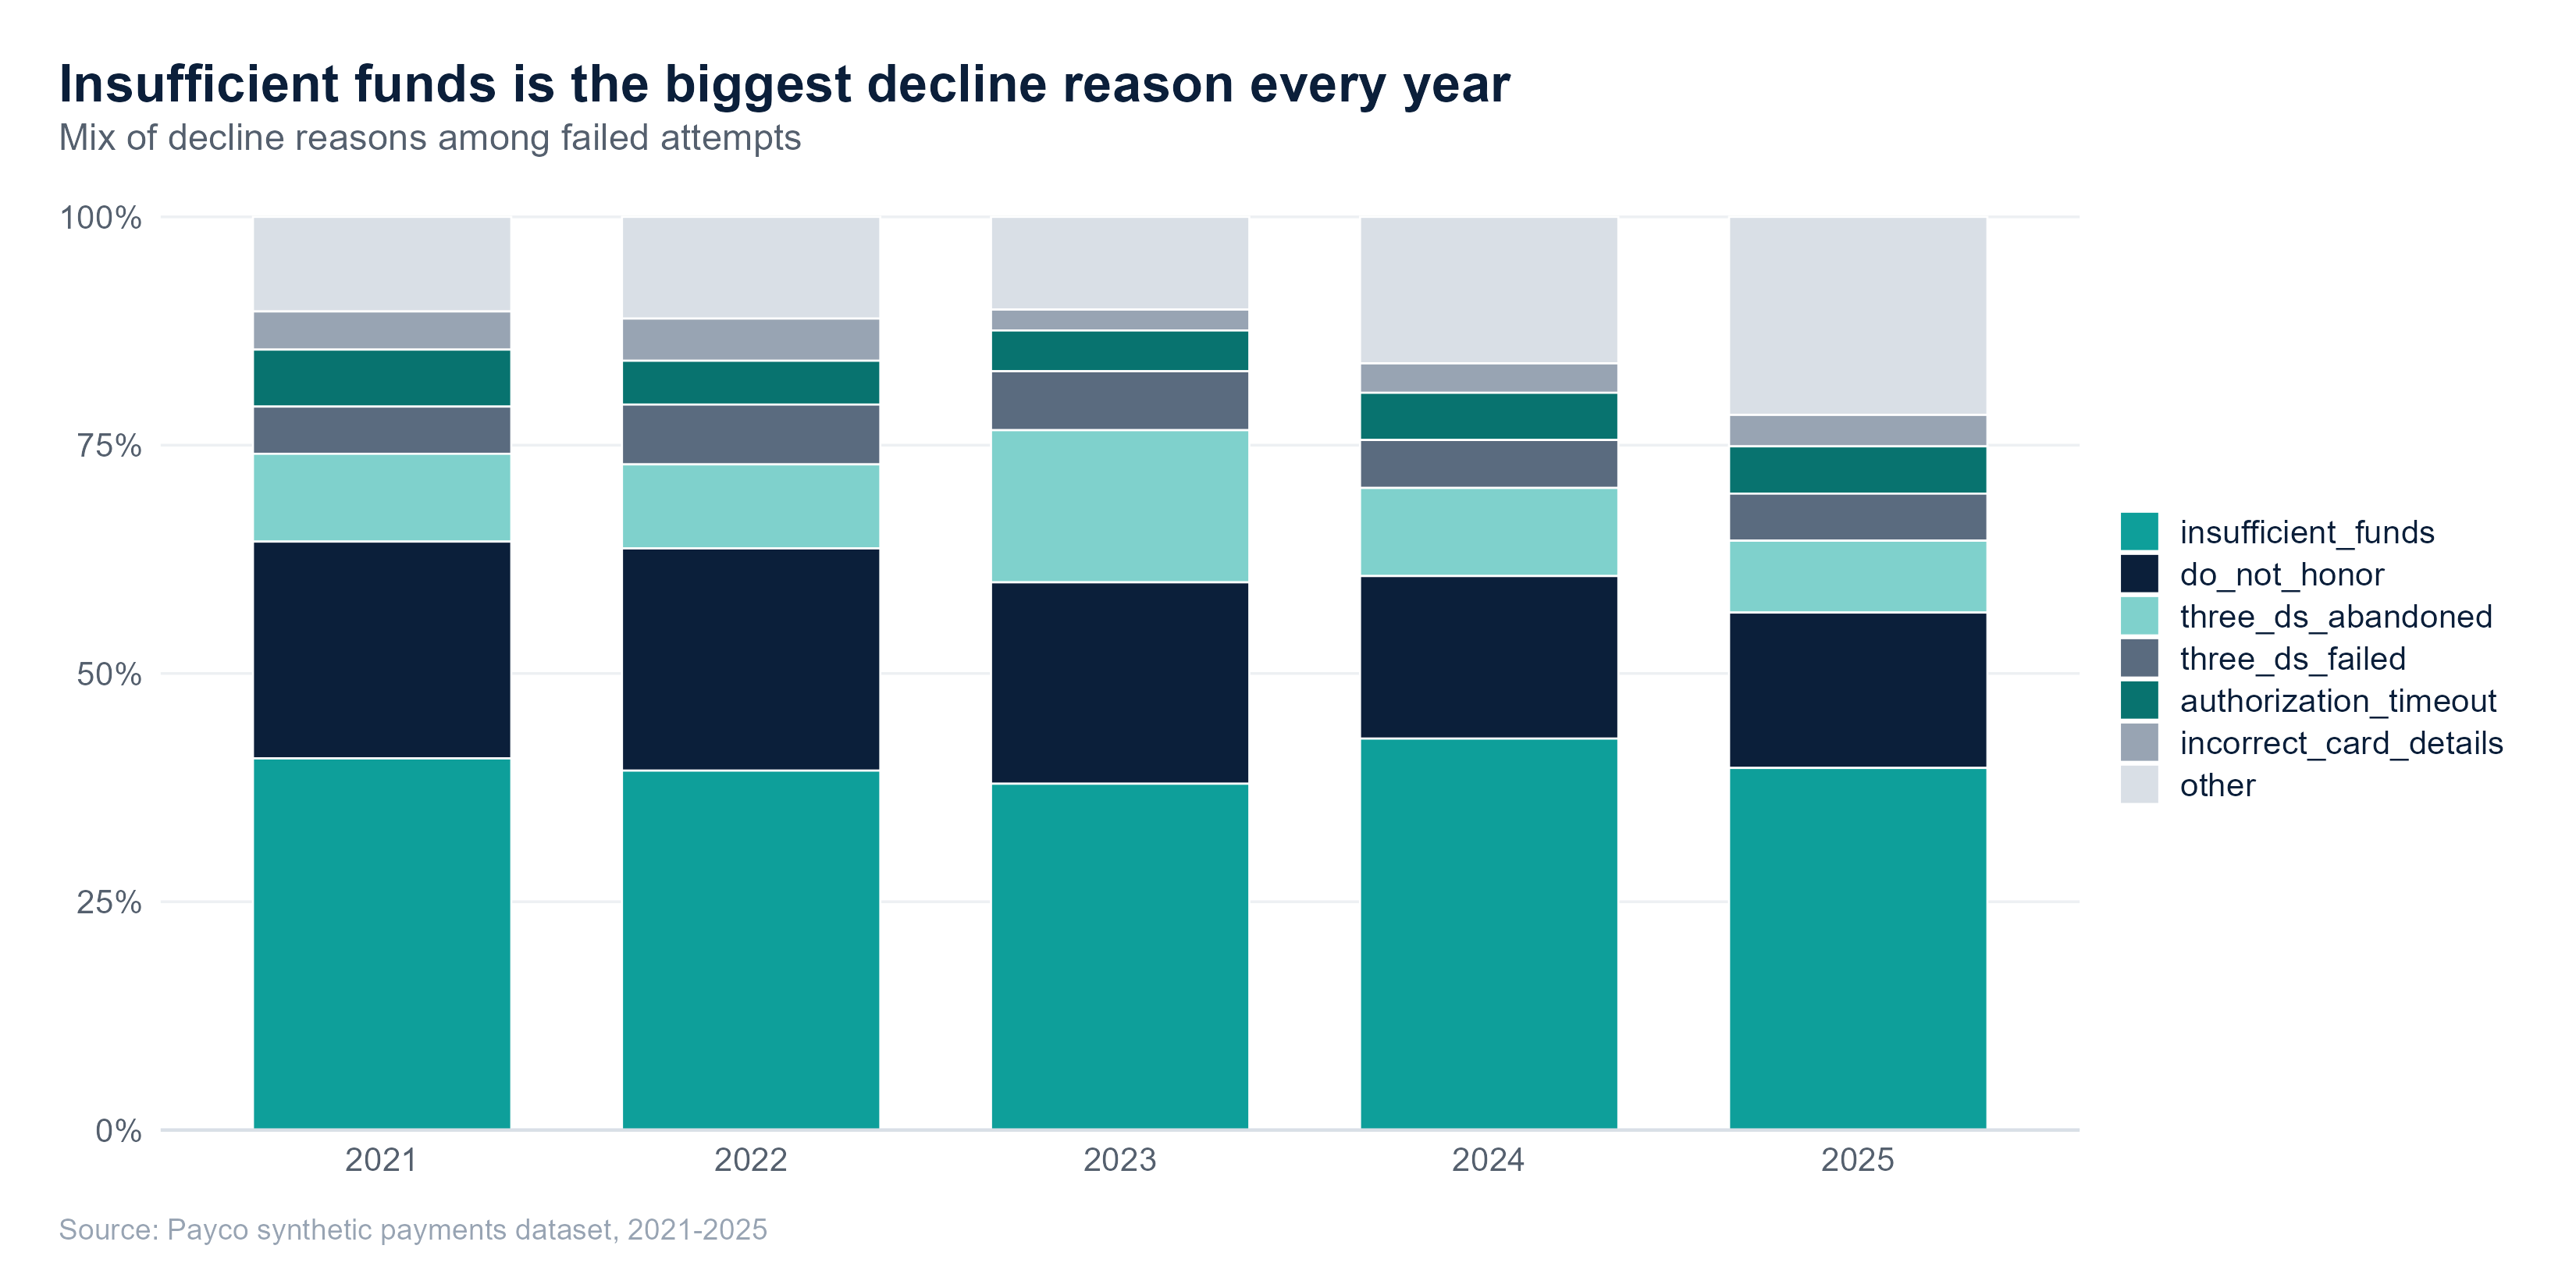 Insufficient funds is the biggest decline reason every year
Mix of decline reasons among failed attempts
100%
75%
50%
25%
0%
2021
2022
2023
2024
2025
insufficient_funds
do_not_honor
three_ds_abandoned
three_ds_failed
authorization_timeout
incorrect_card_details
other
Source: Payco synthetic payments dataset, 2021-2025